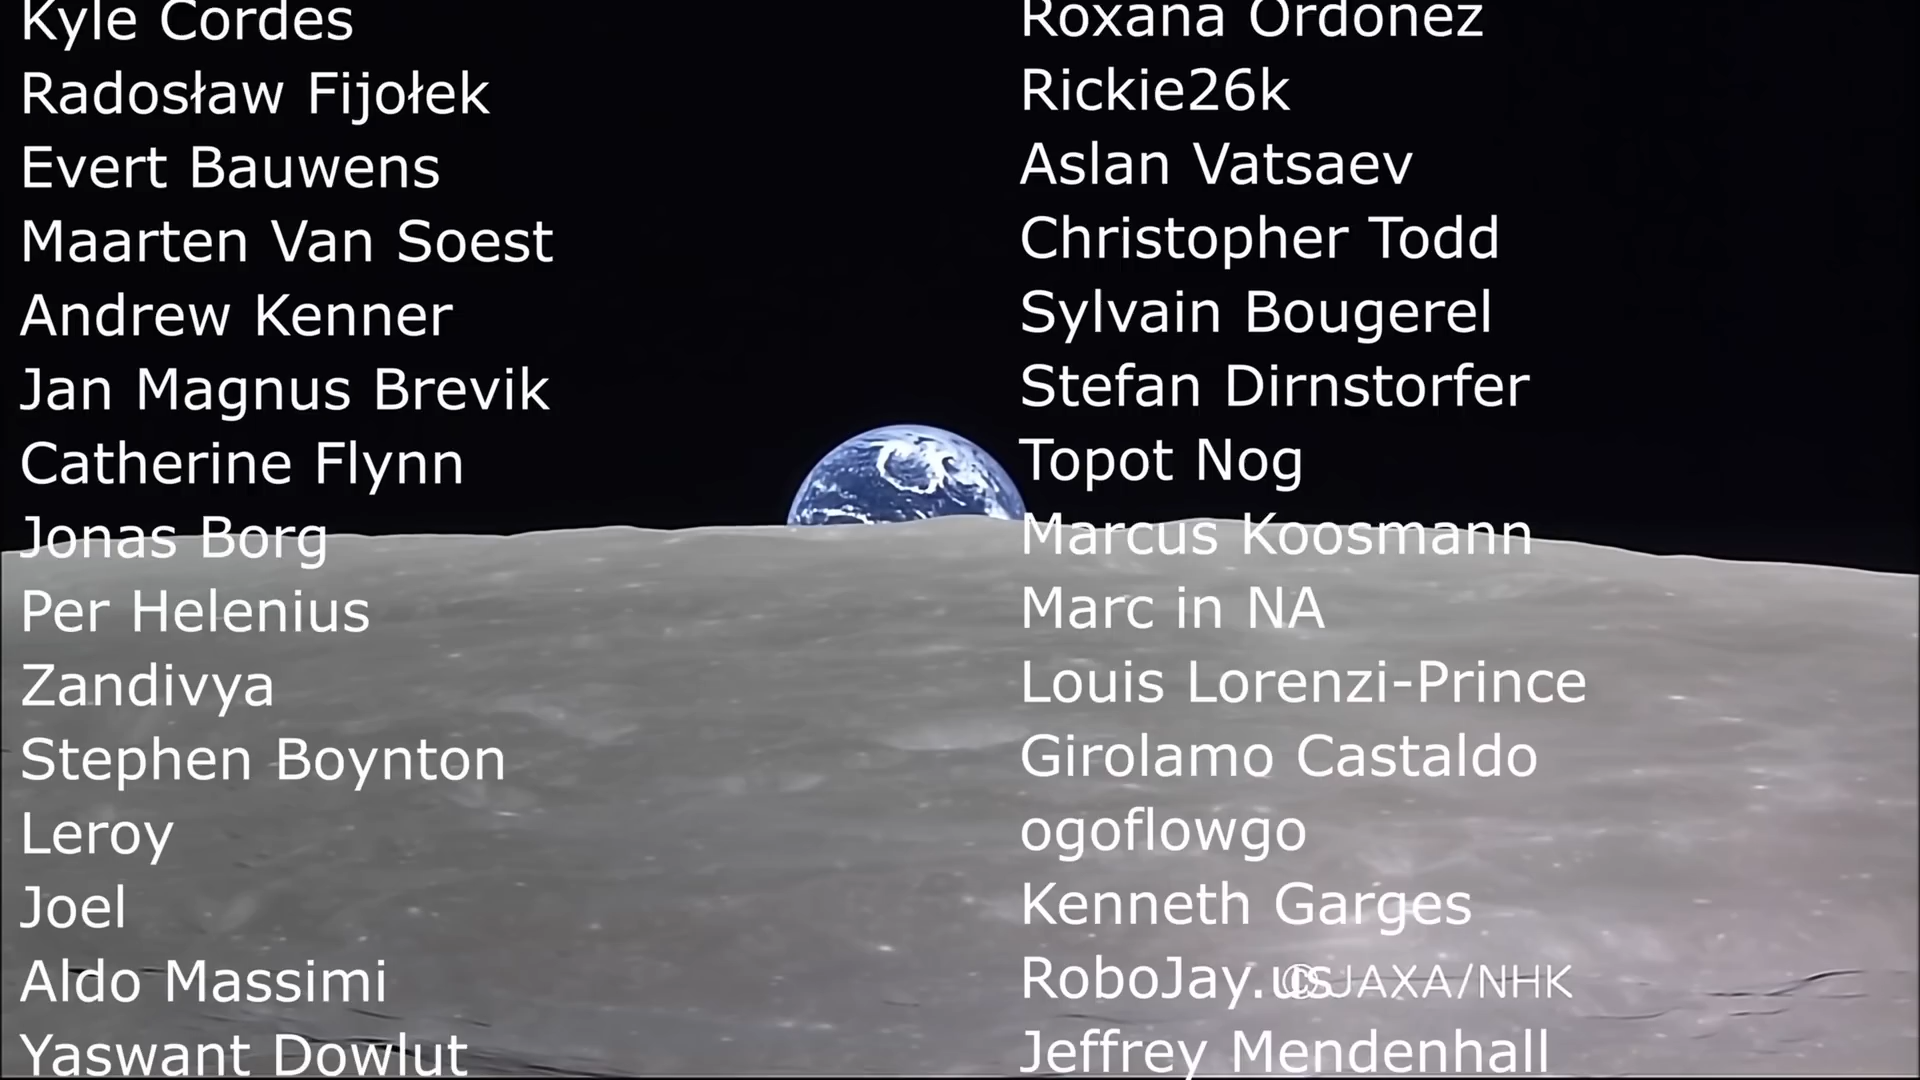 Kyle Cordes
Radosław Fijołek
Evert Bauwens
Maarten Van Soest
Andrew Kenner
Jan Magnus Brevik
Catherine Flynn
Jonas Borg
Per Helenius
Zandivya
Stephen Boynton
Leroy
Joel
Aldo Massimi
Yaswant Dowlut
Roxana Ordonez
Rickie26k
Aslan Vatsaev
Christopher Todd
Sylvain Bougerel
Stefan Dirnstorfer
Topot Nog
Marcus Koosmann
Marc in NA
Louis Lorenzi-Prince
Girolamo Castaldo
ogoflowgo
Kenneth Garges
RoboJay.us
©JAXA/NHK
Jeffrey Mendenhall